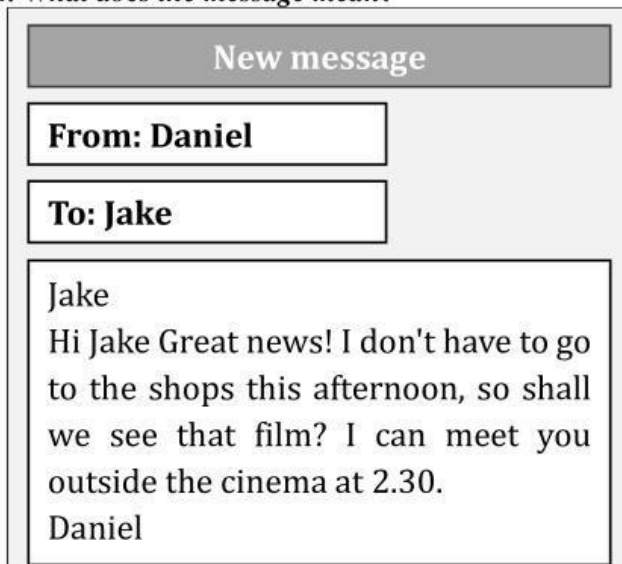 What does the message mean?
New message
From: Daniel
To: Jake
Jake
Hi Jake Great news! I don't have to go
to the shops this afternoon, so shall
we see that film? I can meet you
outside the cinema at 2.30.
Daniel